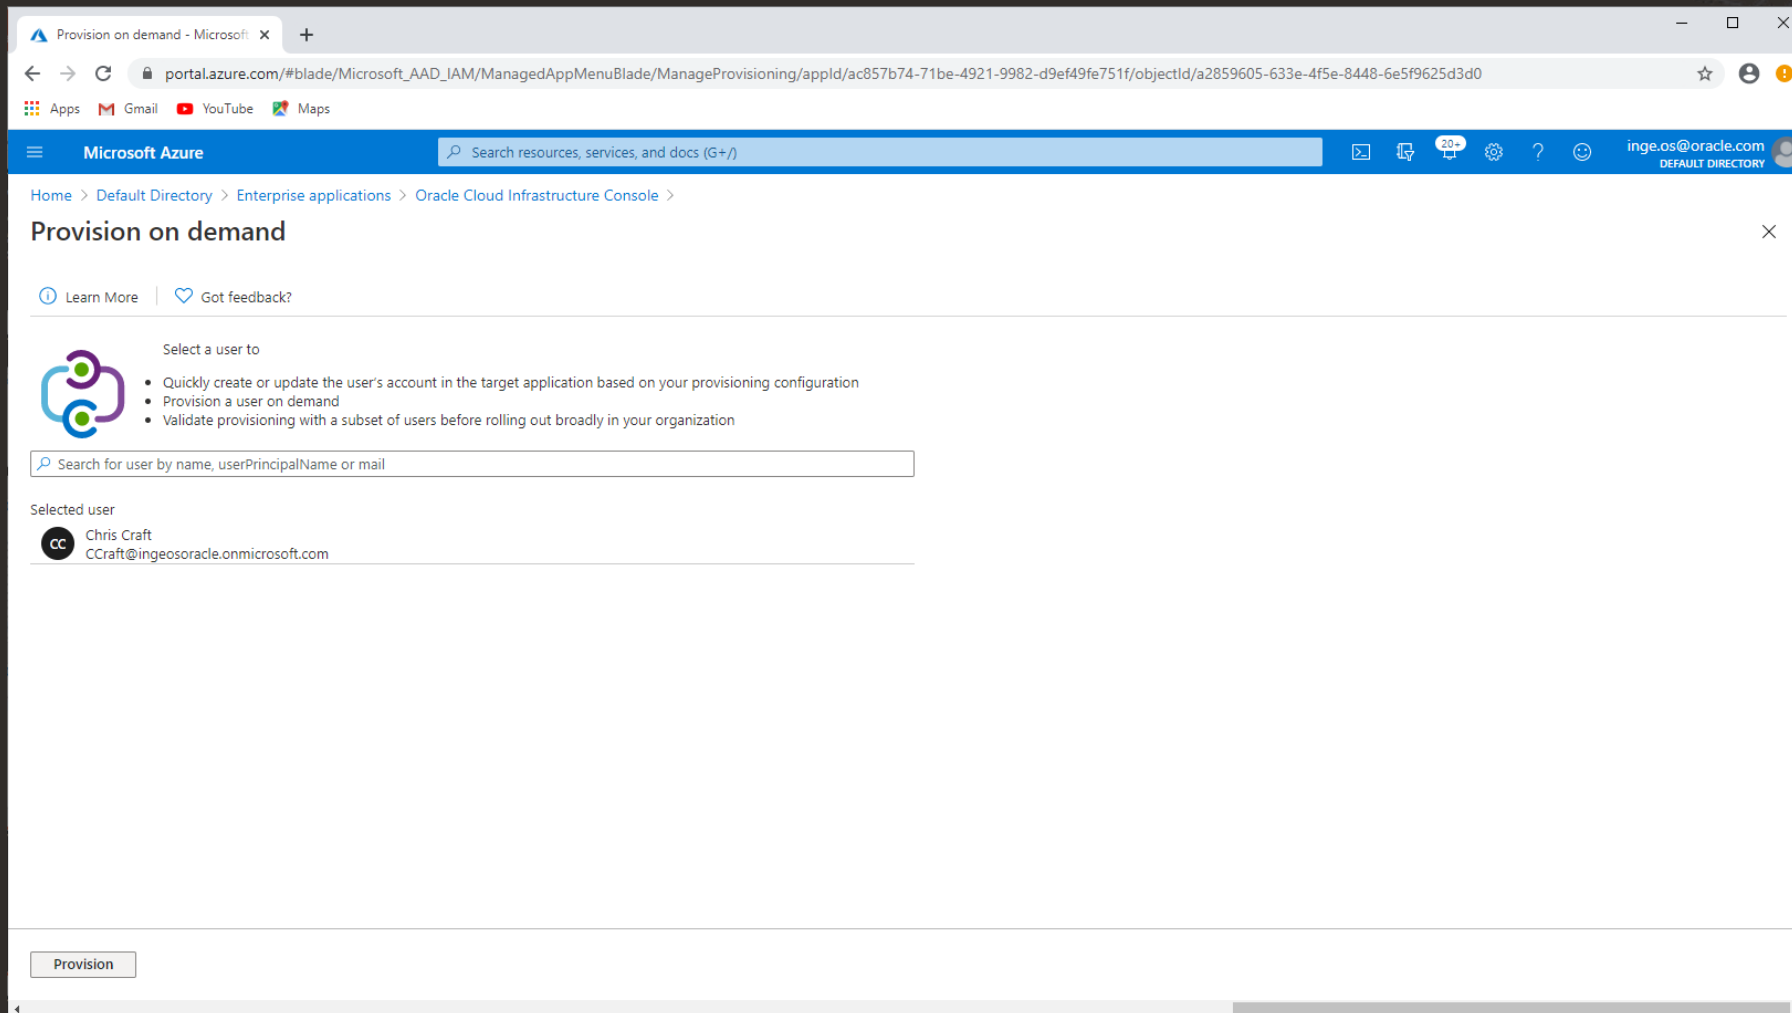 Provision on demand - Microsoft
portal.azure.com/#blade/Microsoft_AAD_IAM/ManagedAppMenuBlade/ManageProvisioning/appId/ac857b74-71be-4921-9982-d9ef49fe751f/objectId/a2859605-633e-4f5e-8448-6e5f9625d3d0
Apps Gmail YouTube Maps
Microsoft Azure
Search resources, services, and docs (G+/)
20+
inge.os@oracle.com
DEFAULT DIRECTORY
Home > Default Directory > Enterprise applications > Oracle Cloud Infrastructure Console >
Provision on demand
Learn More
Got feedback?
Select a user to
• Quickly create or update the user's account in the target application based on your provisioning configuration
• Provision a user on demand
• Validate provisioning with a subset of users before rolling out broadly in your organization
Search for user by name, userPrincipalName or mail
Selected user
CC
Chris Craft
CCraft@ingeosoracle.onmicrosoft.com
Provision